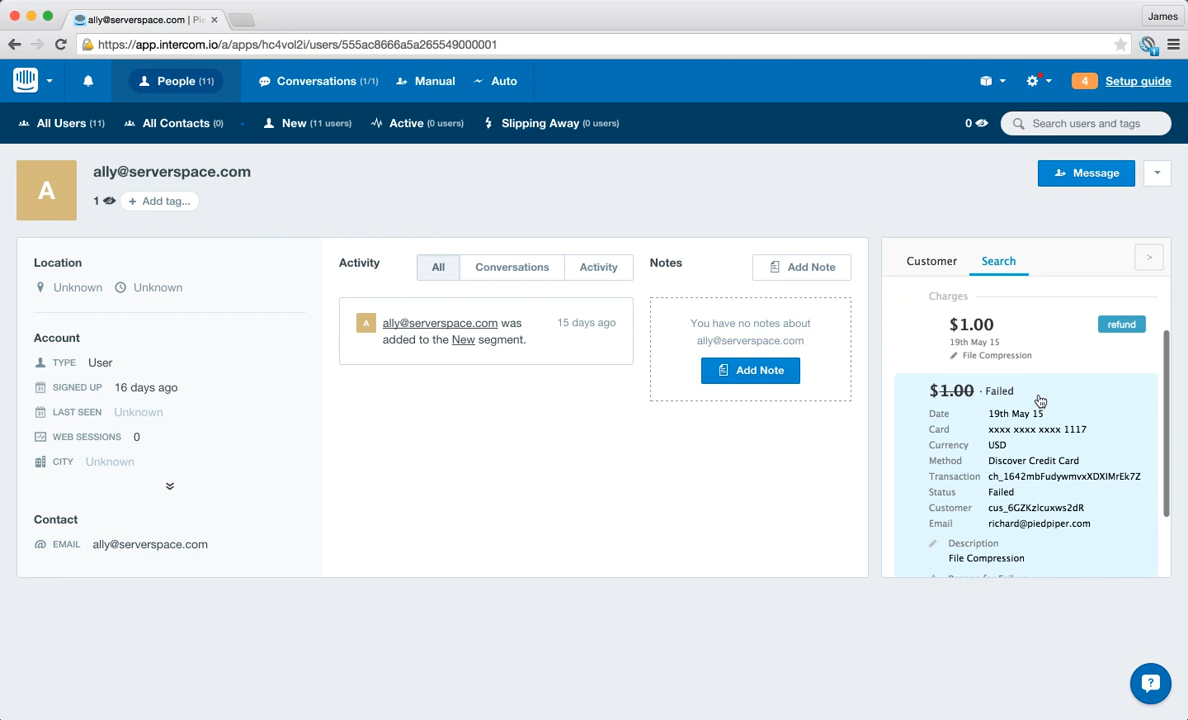 ally@serverspace.com | Pie
James
https://app.intercom.io/a/apps/hc4vol2i/users/555ac8666a5a265549000001
People (11)
Conversations (1/1)
Manual
Auto
4
Setup guide
All Users (11)
All Contacts (0)
New (11 users)
Active (0 users)
Slipping Away (0 users)
0
Search users and tags
A
ally@serverspace.com
1
+ Add tag...
Message
Location
Unknown
Unknown
Account
TYPE User
SIGNED UP 16 days ago
LAST SEEN Unknown
WEB SESSIONS 0
CITY Unknown
Contact
@ EMAIL ally@serverspace.com
Activity
All
Conversations
Activity
A
ally@serverspace.com was
added to the New segment.
15 days ago
Notes
Add Note
You have no notes about
ally@serverspace.com
Add Note
Customer
Search
>
Charges
$1.00
refund
19th May 15
File Compression
$1.00 · Failed
Date 19th May 15
Card xxxx xxxx xxxx 1117
Currency USD
Method Discover Credit Card
Transaction ch_1642mbFudywmvxXDXIMrEk7Z
Status Failed
Customer cus_6GZKzlcuxws2dR
Email richard@piedpiper.com
Description
File Compression